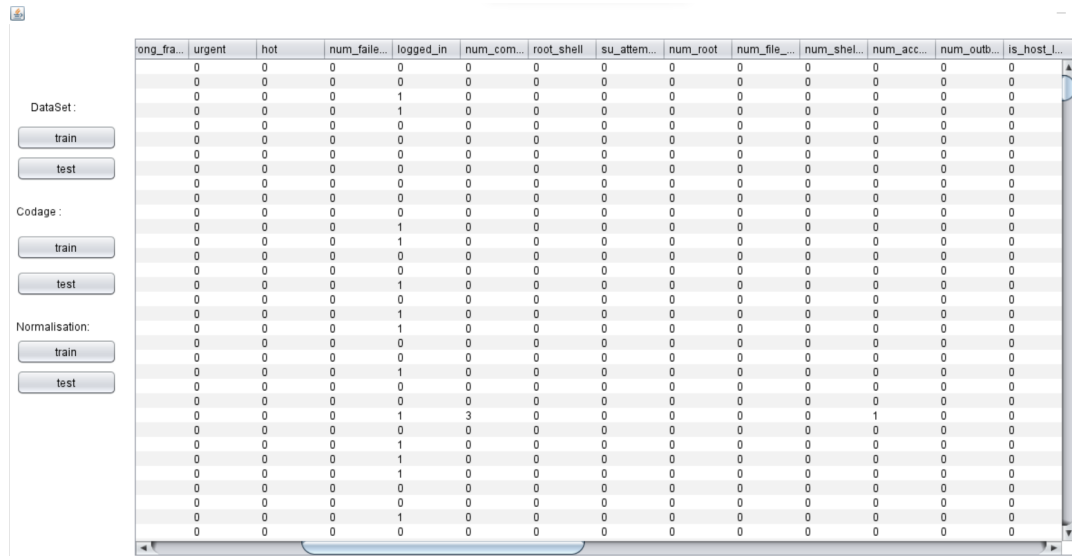 DataSet :
train
test
Codage :
train
test
Normalisation:
train
test
rong_fra... urgent hot num_faile... logged_in num_com... root_shell su_attem... num_root num_file_... num_shel... num_acc... num_outb... is_host_l...
0 0 0 0 0 0 0 0 0 0 0 0 0
0 0 0 0 0 0 0 0 0 0 0 0 0
0 0 0 1 0 0 0 0 0 0 0 0 0
0 0 0 1 0 0 0 0 0 0 0 0 0
0 0 0 0 0 0 0 0 0 0 0 0 0
0 0 0 0 0 0 0 0 0 0 0 0 0
0 0 0 0 0 0 0 0 0 0 0 0 0
0 0 0 0 0 0 0 0 0 0 0 0 0
0 0 0 0 0 0 0 0 0 0 0 0 0
0 0 0 0 0 0 0 0 0 0 0 0 0
0 0 0 0 0 0 0 0 0 0 0 0 0
0 0 0 1 0 0 0 0 0 0 0 0 0
0 0 0 1 0 0 0 0 0 0 0 0 0
0 0 0 0 0 0 0 0 0 0 0 0 0
0 0 0 0 0 0 0 0 0 0 0 0 0
0 0 0 1 0 0 0 0 0 0 0 0 0
0 0 0 0 0 0 0 0 0 0 0 0 0
0 0 0 1 0 0 0 0 0 0 0 0 0
0 0 0 1 0 0 0 0 0 0 0 0 0
0 0 0 0 0 0 0 0 0 0 0 0 0
0 0 0 0 0 0 0 0 0 0 0 0 0
0 0 0 1 0 0 0 0 0 0 0 0 0
0 0 0 0 0 0 0 0 0 0 0 0 0
0 0 0 0 0 0 0 0 0 0 0 0 0
0 0 0 1 3 0 0 0 0 0 1 0 0
0 0 0 0 0 0 0 0 0 0 0 0 0
0 0 0 1 0 0 0 0 0 0 0 0 0
0 0 0 1 0 0 0 0 0 0 0 0 0
0 0 0 1 0 0 0 0 0 0 0 0 0
0 0 0 0 0 0 0 0 0 0 0 0 0
0 0 0 0 0 0 0 0 0 0 0 0 0
0 0 0 1 0 0 0 0 0 0 0 0 0
0 0 0 0 0 0 0 0 0 0 0 0 0